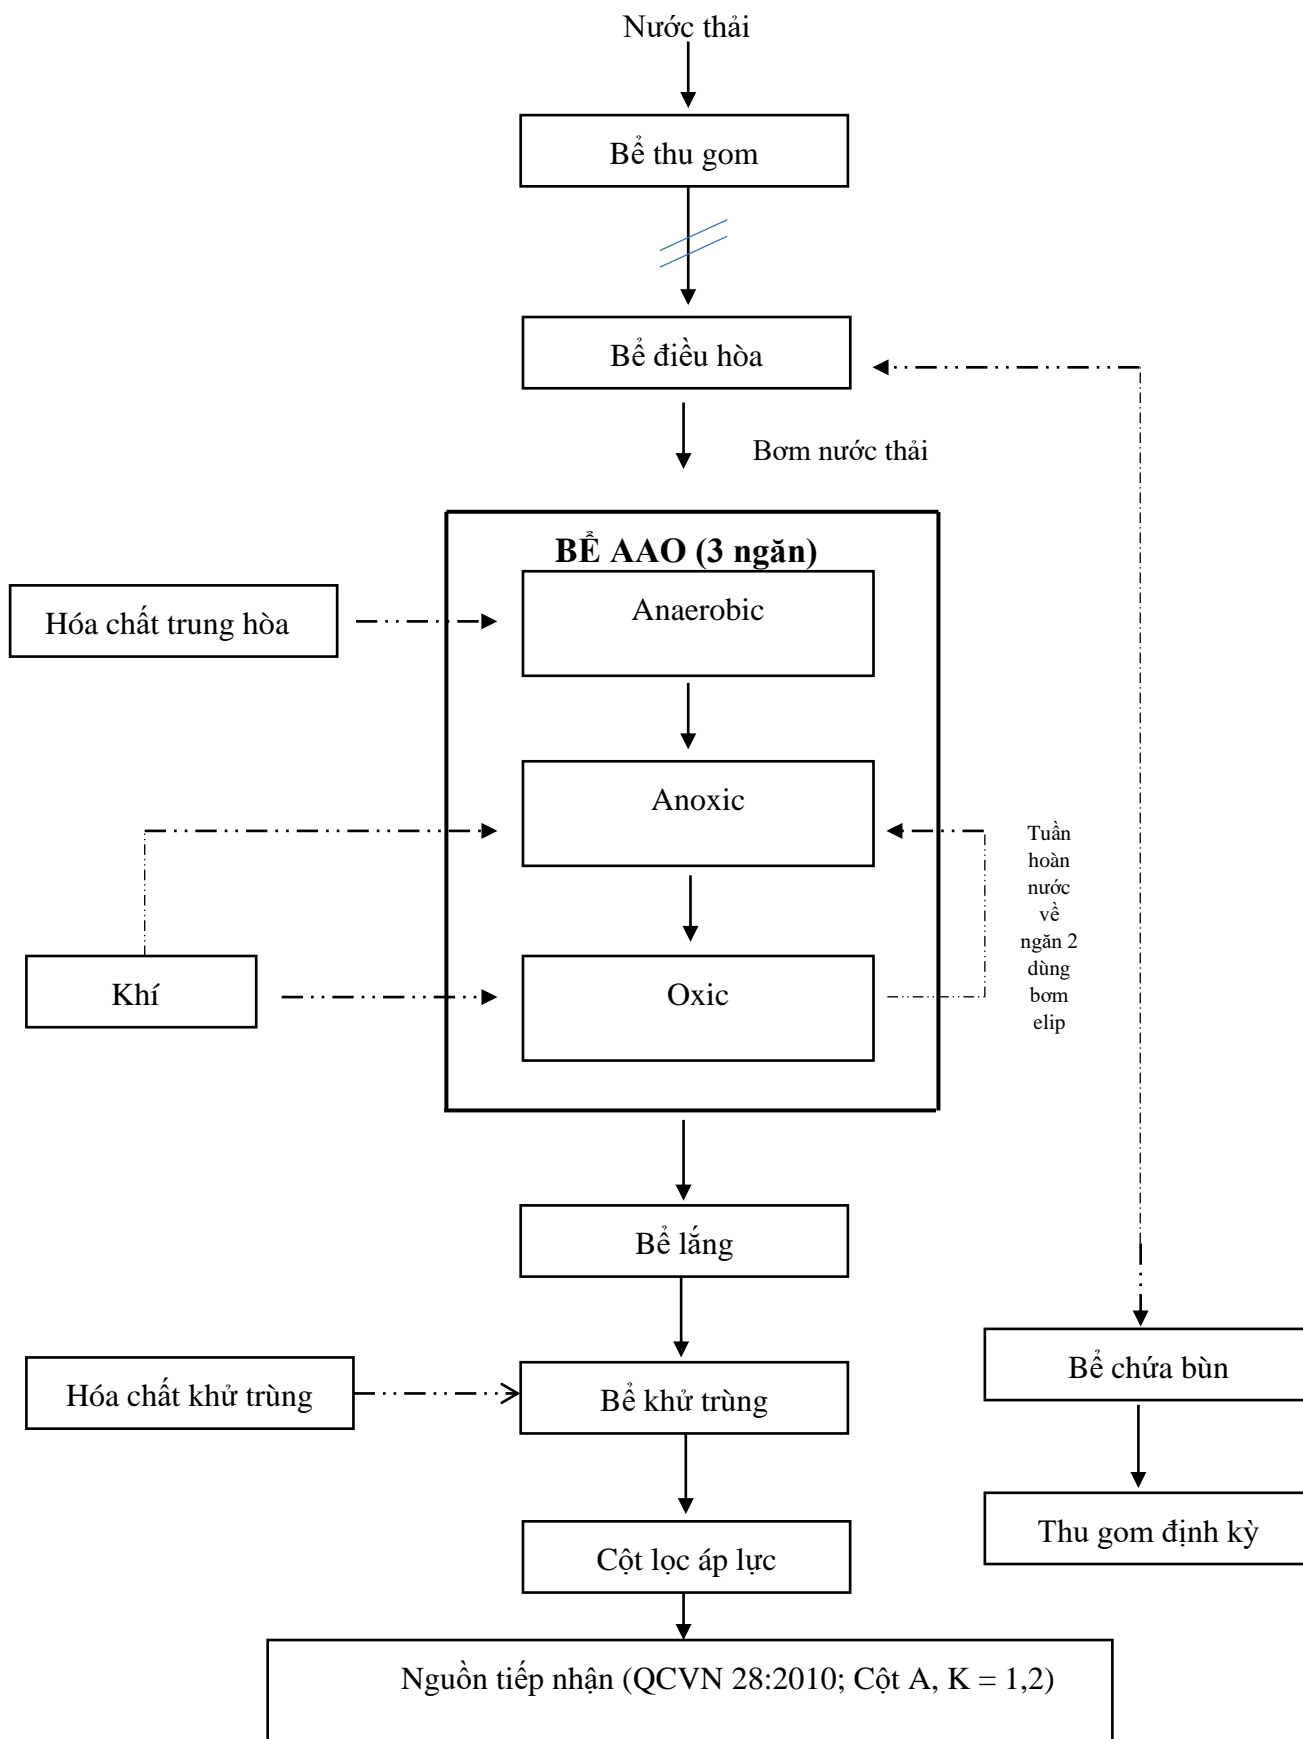 Nước thải
Bể thu gom
Bể điều hòa
Bơm nước thải
BỂ AAO (3 ngăn)
Hóa chất trung hòa
Anaerobic
Anoxic
Tuần
hoàn
nước
về
ngăn 2
dùng
bơm
elip
Khí
Oxic
Bể lắng
Bể chứa bùn
Hóa chất khử trùng
Bể khử trùng
Thu gom định kỳ
Cột lọc áp lực
Nguồn tiếp nhận (QCVN 28:2010; Cột A, K = 1,2)